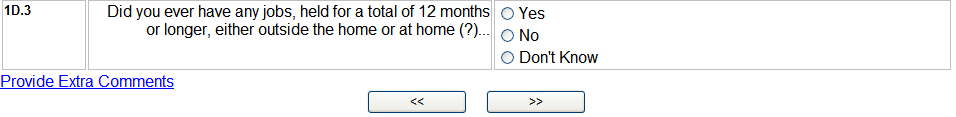 1D.3
Did you ever have any jobs, held for a total of 12 months
or longer, either outside the home or at home (?)...
Yes
No
Don't Know
Provide Extra Comments
<<
>>